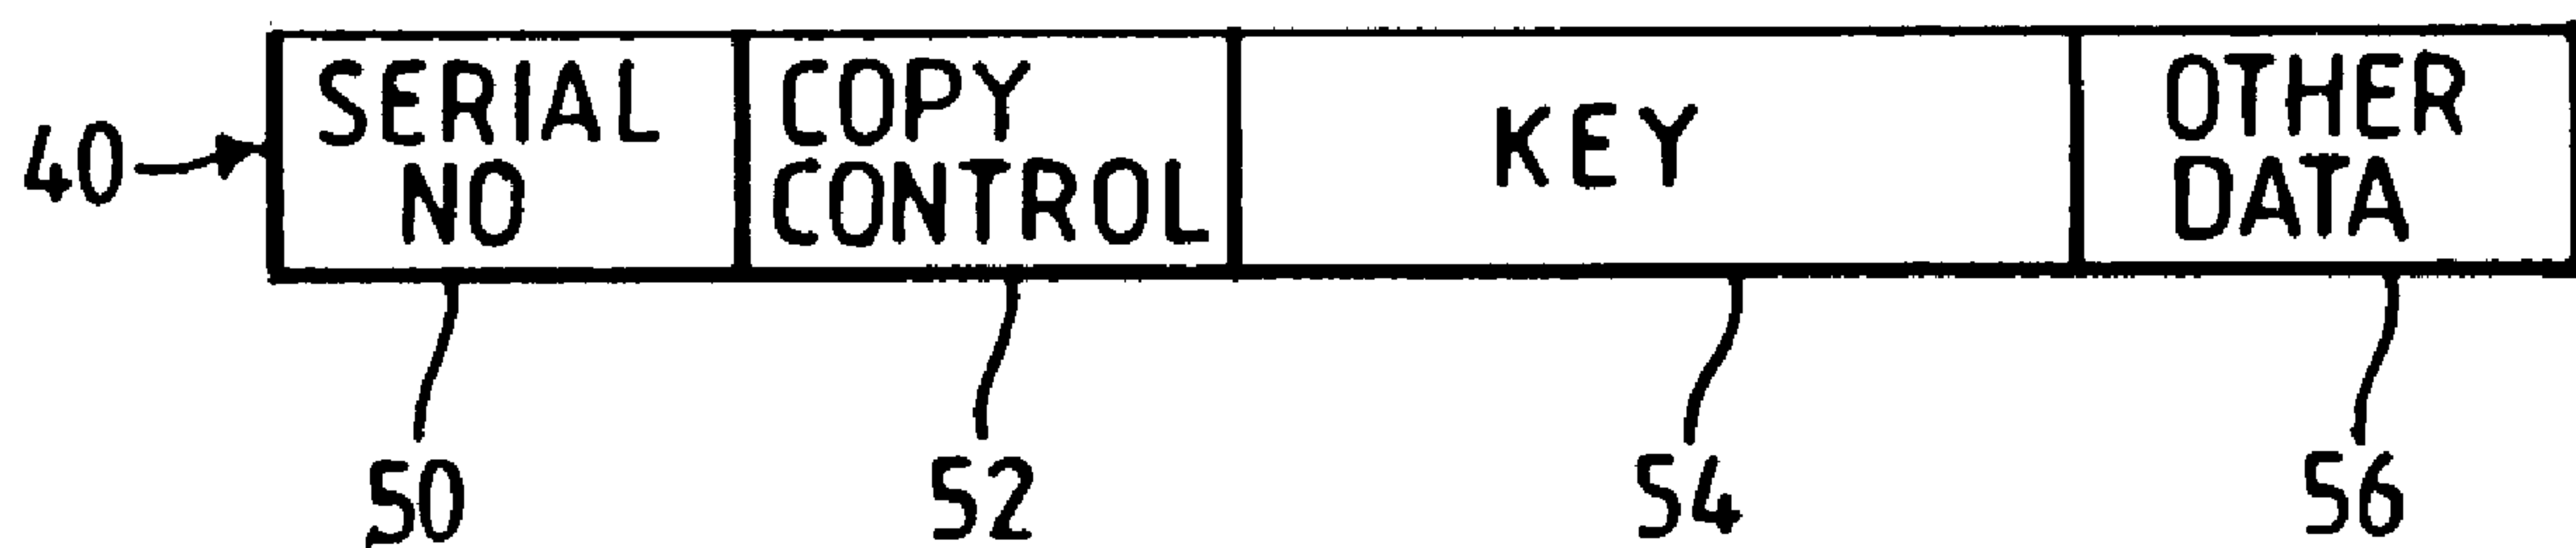 40
SERIAL
NO
COPY
CONTROL
KEY
OTHER
DATA
50
52
54
56